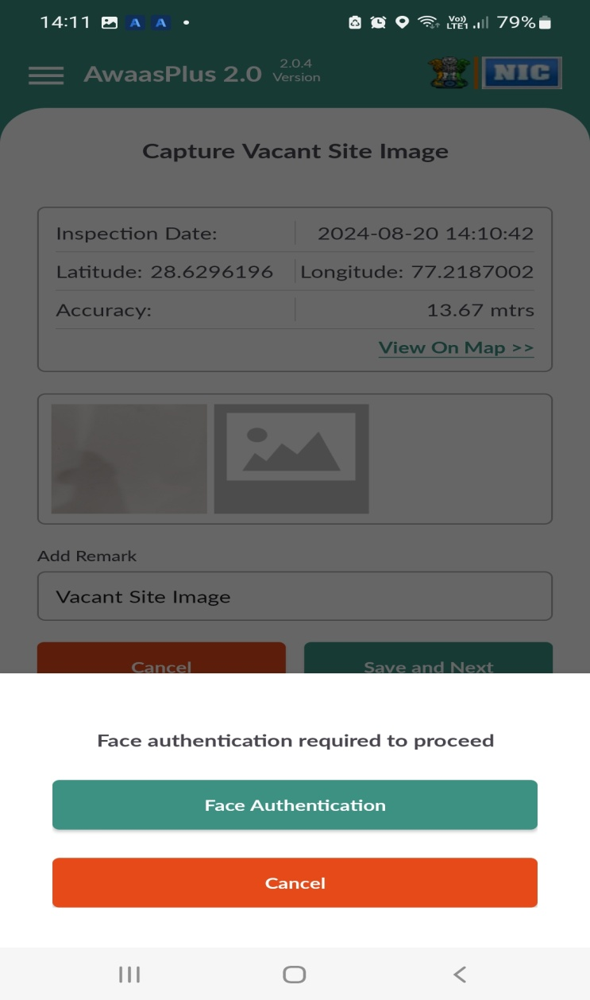 14:11 A A Vo)) LTE1 79%
AwaasPlus 2.0 2.0.4 Version NIC
Capture Vacant Site Image
Inspection Date: 2024-08-20 14:10:42
Latitude: 28.6296196 Longitude: 77.2187002
Accuracy: 13.67 mtrs
View On Map >>
Add Remark
Vacant Site Image
Cancel Save and Next
Face authentication required to proceed
Face Authentication
Cancel